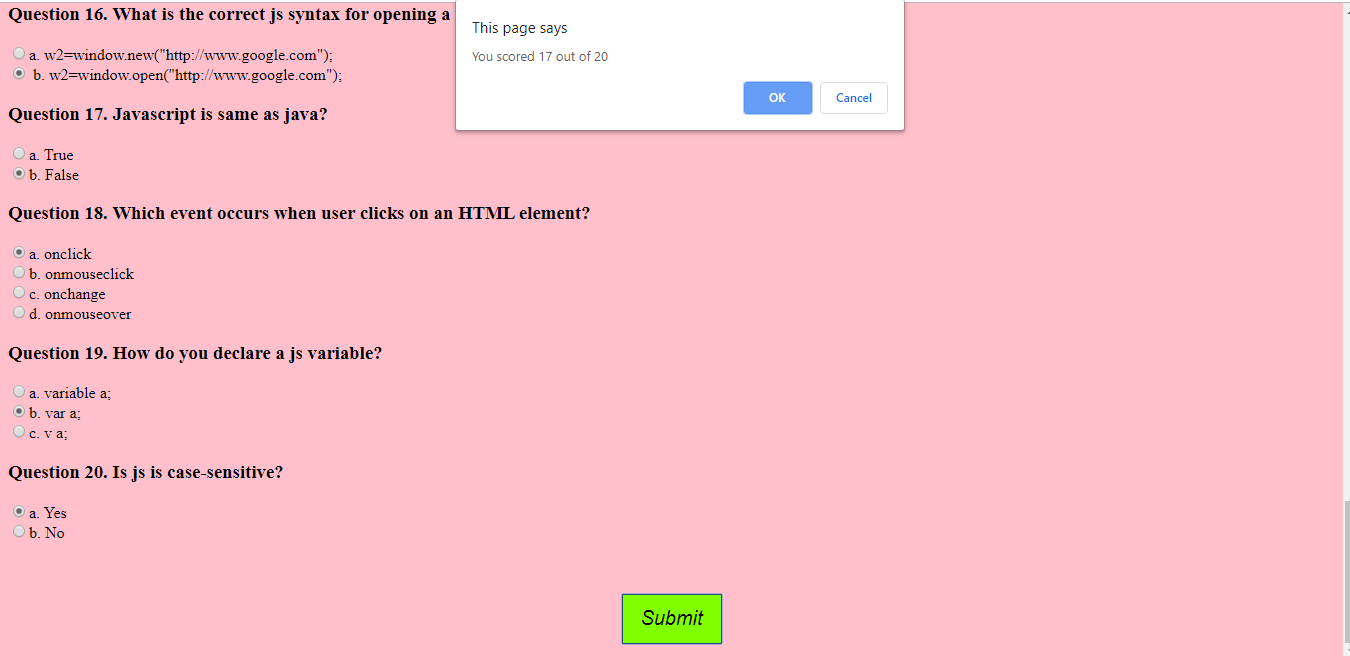 Question 16. What is the correct js syntax for opening a
a. w2=window.new("http://www.google.com");
b. w2=window.open("http://www.google.com");
Question 17. Javascript is same as java?
a. True
b. False
Question 18. Which event occurs when user clicks on an HTML element?
a. onclick
b. onmouseclick
c. onchange
d. onmouseover
Question 19. How do you declare a js variable?
a. variable a;
b. var a;
c. v a;
Question 20. Is js is case-sensitive?
a. Yes
b. No
Submit
This page says
You scored 17 out of 20
OK
Cancel